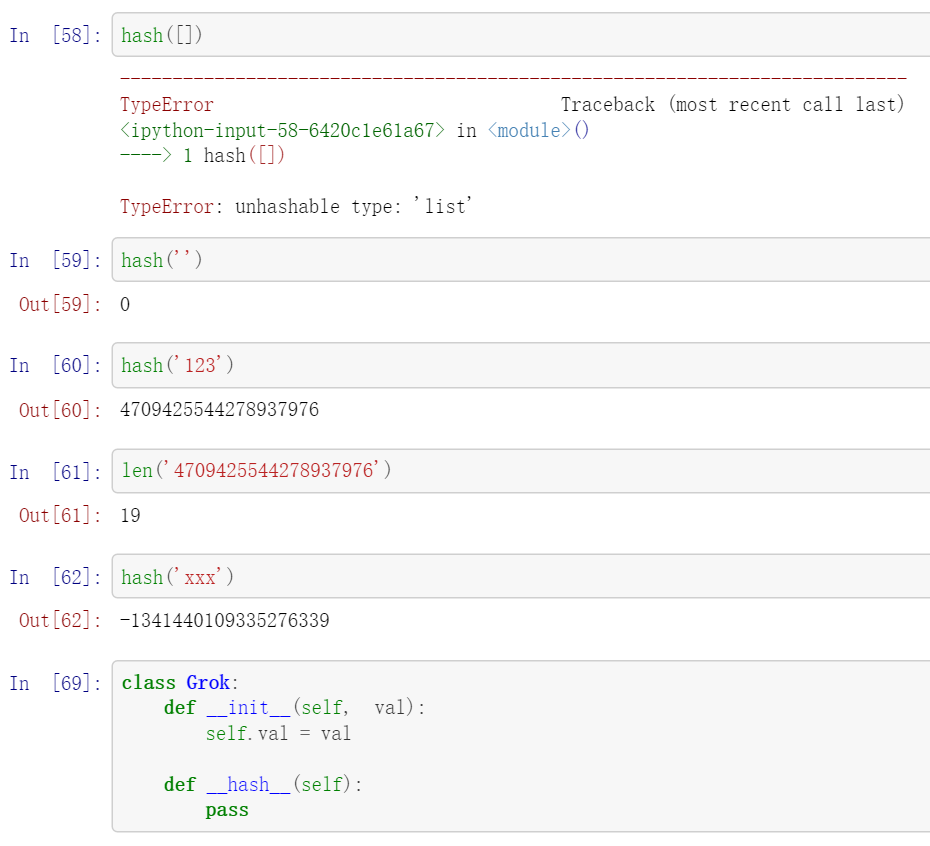 In [58]: hash([])
---------------------------------------------------------------------------
TypeError                                 Traceback (most recent call last)
<ipython-input-58-6420c1e61a67> in <module>()
----> 1 hash([])

TypeError: unhashable type: 'list'
In [59]: hash('')
Out[59]: 0
In [60]: hash('123')
Out[60]: 4709425544278937976
In [61]: len('4709425544278937976')
Out[61]: 19
In [62]: hash('xxx')
Out[62]: -1341440109335276339
In [69]: class Grok:
    def __init__(self,  val):
        self.val = val

    def __hash__(self):
        pass